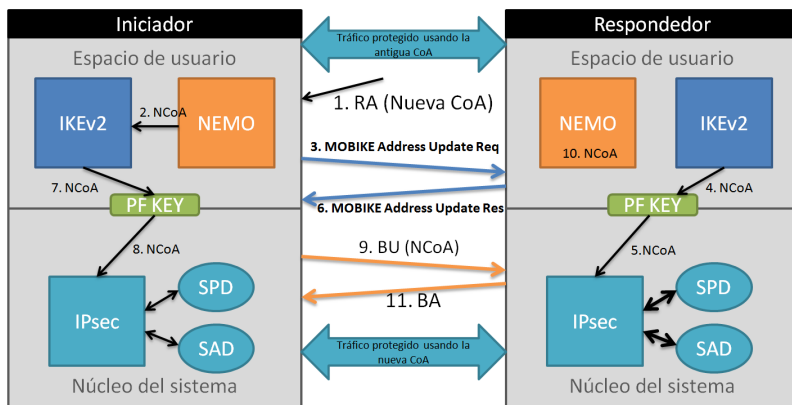 Iniciador
Respondedor
Tráfico protegido usando la
antigua CoA
Espacio de usuario
Espacio de usuario
1. RA (Nueva CoA)
IKEv2
2. NCoA
NEMO
NEMO
10. NCoA
IKEv2
3. MOBIKE Address Update Req
7. NCoA
4. NCoA
PF KEY
PF KEY
6. MOBIKE Address Update Res
8. NCoA
9. BU (NCoA)
5.NCoA
SPD
SPD
11. BA
IPsec
IPsec
SAD
SAD
Tráfico protegido usando la
nueva CoA
Núcleo del sistema
Núcleo del sistema